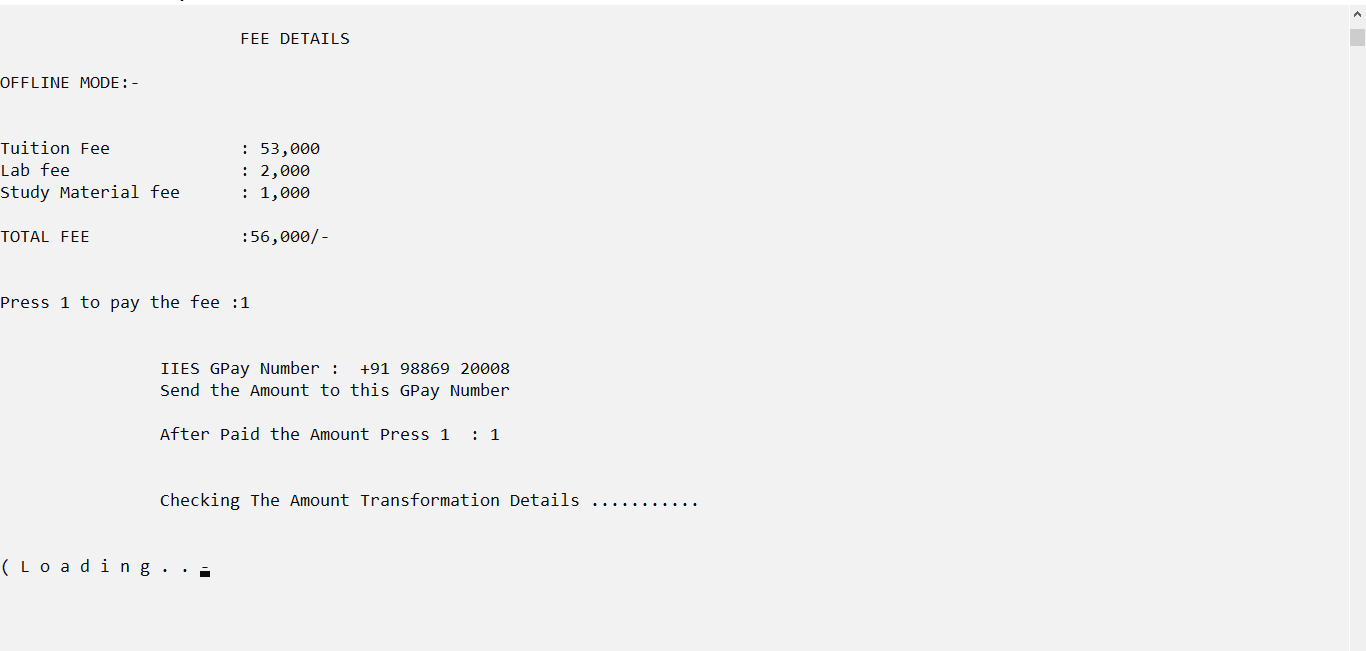 FEE DETAILS
OFFLINE MODE:-
Tuition Fee : 53,000
Lab fee : 2,000
Study Material fee : 1,000
TOTAL FEE :56,000/-
Press 1 to pay the fee :1
IIES GPay Number : +91 98869 20008
Send the Amount to this GPay Number
After Paid the Amount Press 1 : 1
Checking The Amount Transformation Details ...........
( L o a d i n g . . -